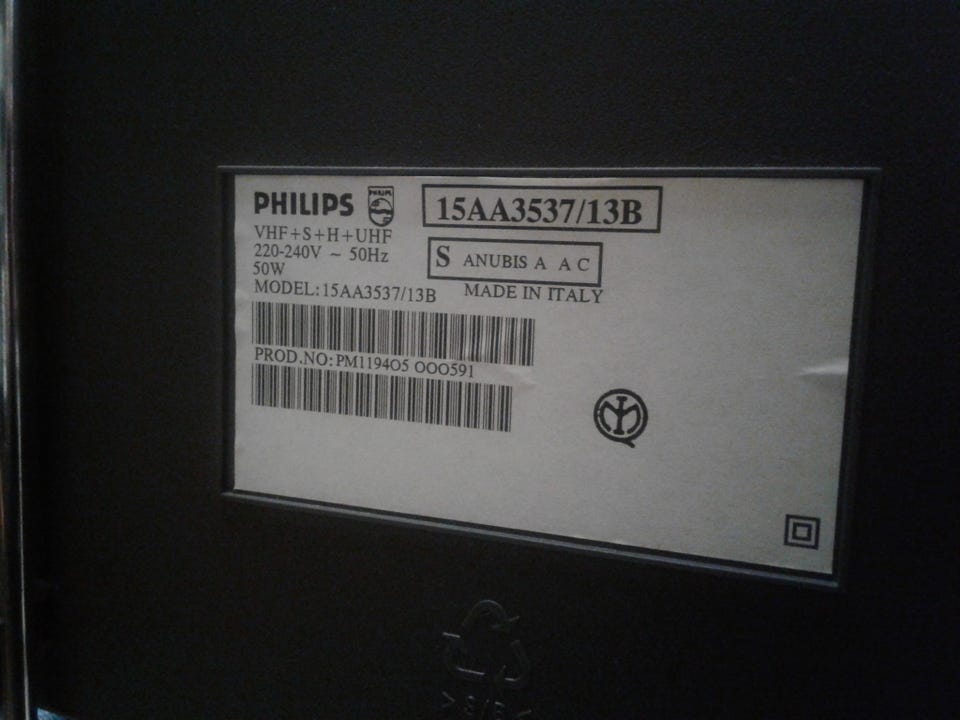 PHILIPS
15AA3537/13B
VHF+S+H+UHF
220-240V ~ 50Hz
50W
S ANUBIS A A C
MODEL:15AA3537/13B
MADE IN ITALY
PROD.NO:PM119405 000591